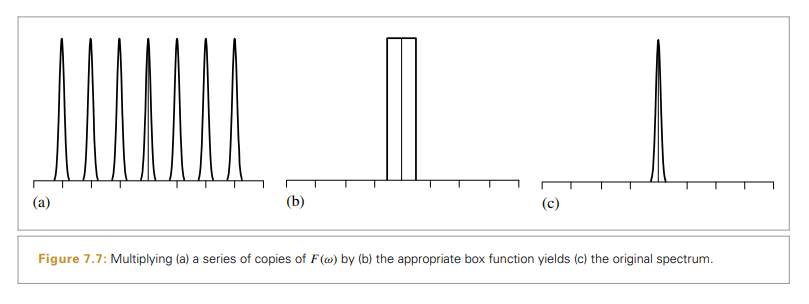 (a)
(b)
(c)
Figure 7.7: Multiplying (a) a series of copies of F(ω) by (b) the appropriate box function yields (c) the original spectrum.